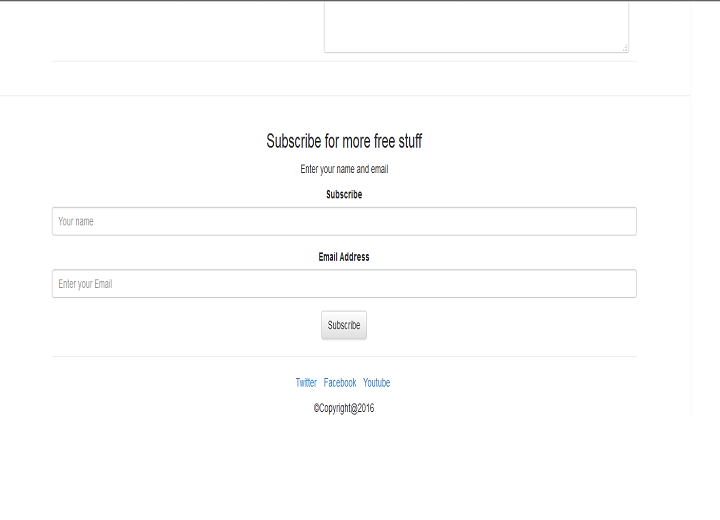 Subscribe for more free stuff
Enter your name and email
Subscribe
Your name
Email Address
Enter your Email
Subscribe
Twitter Facebook Youtube
©Copyright@2016